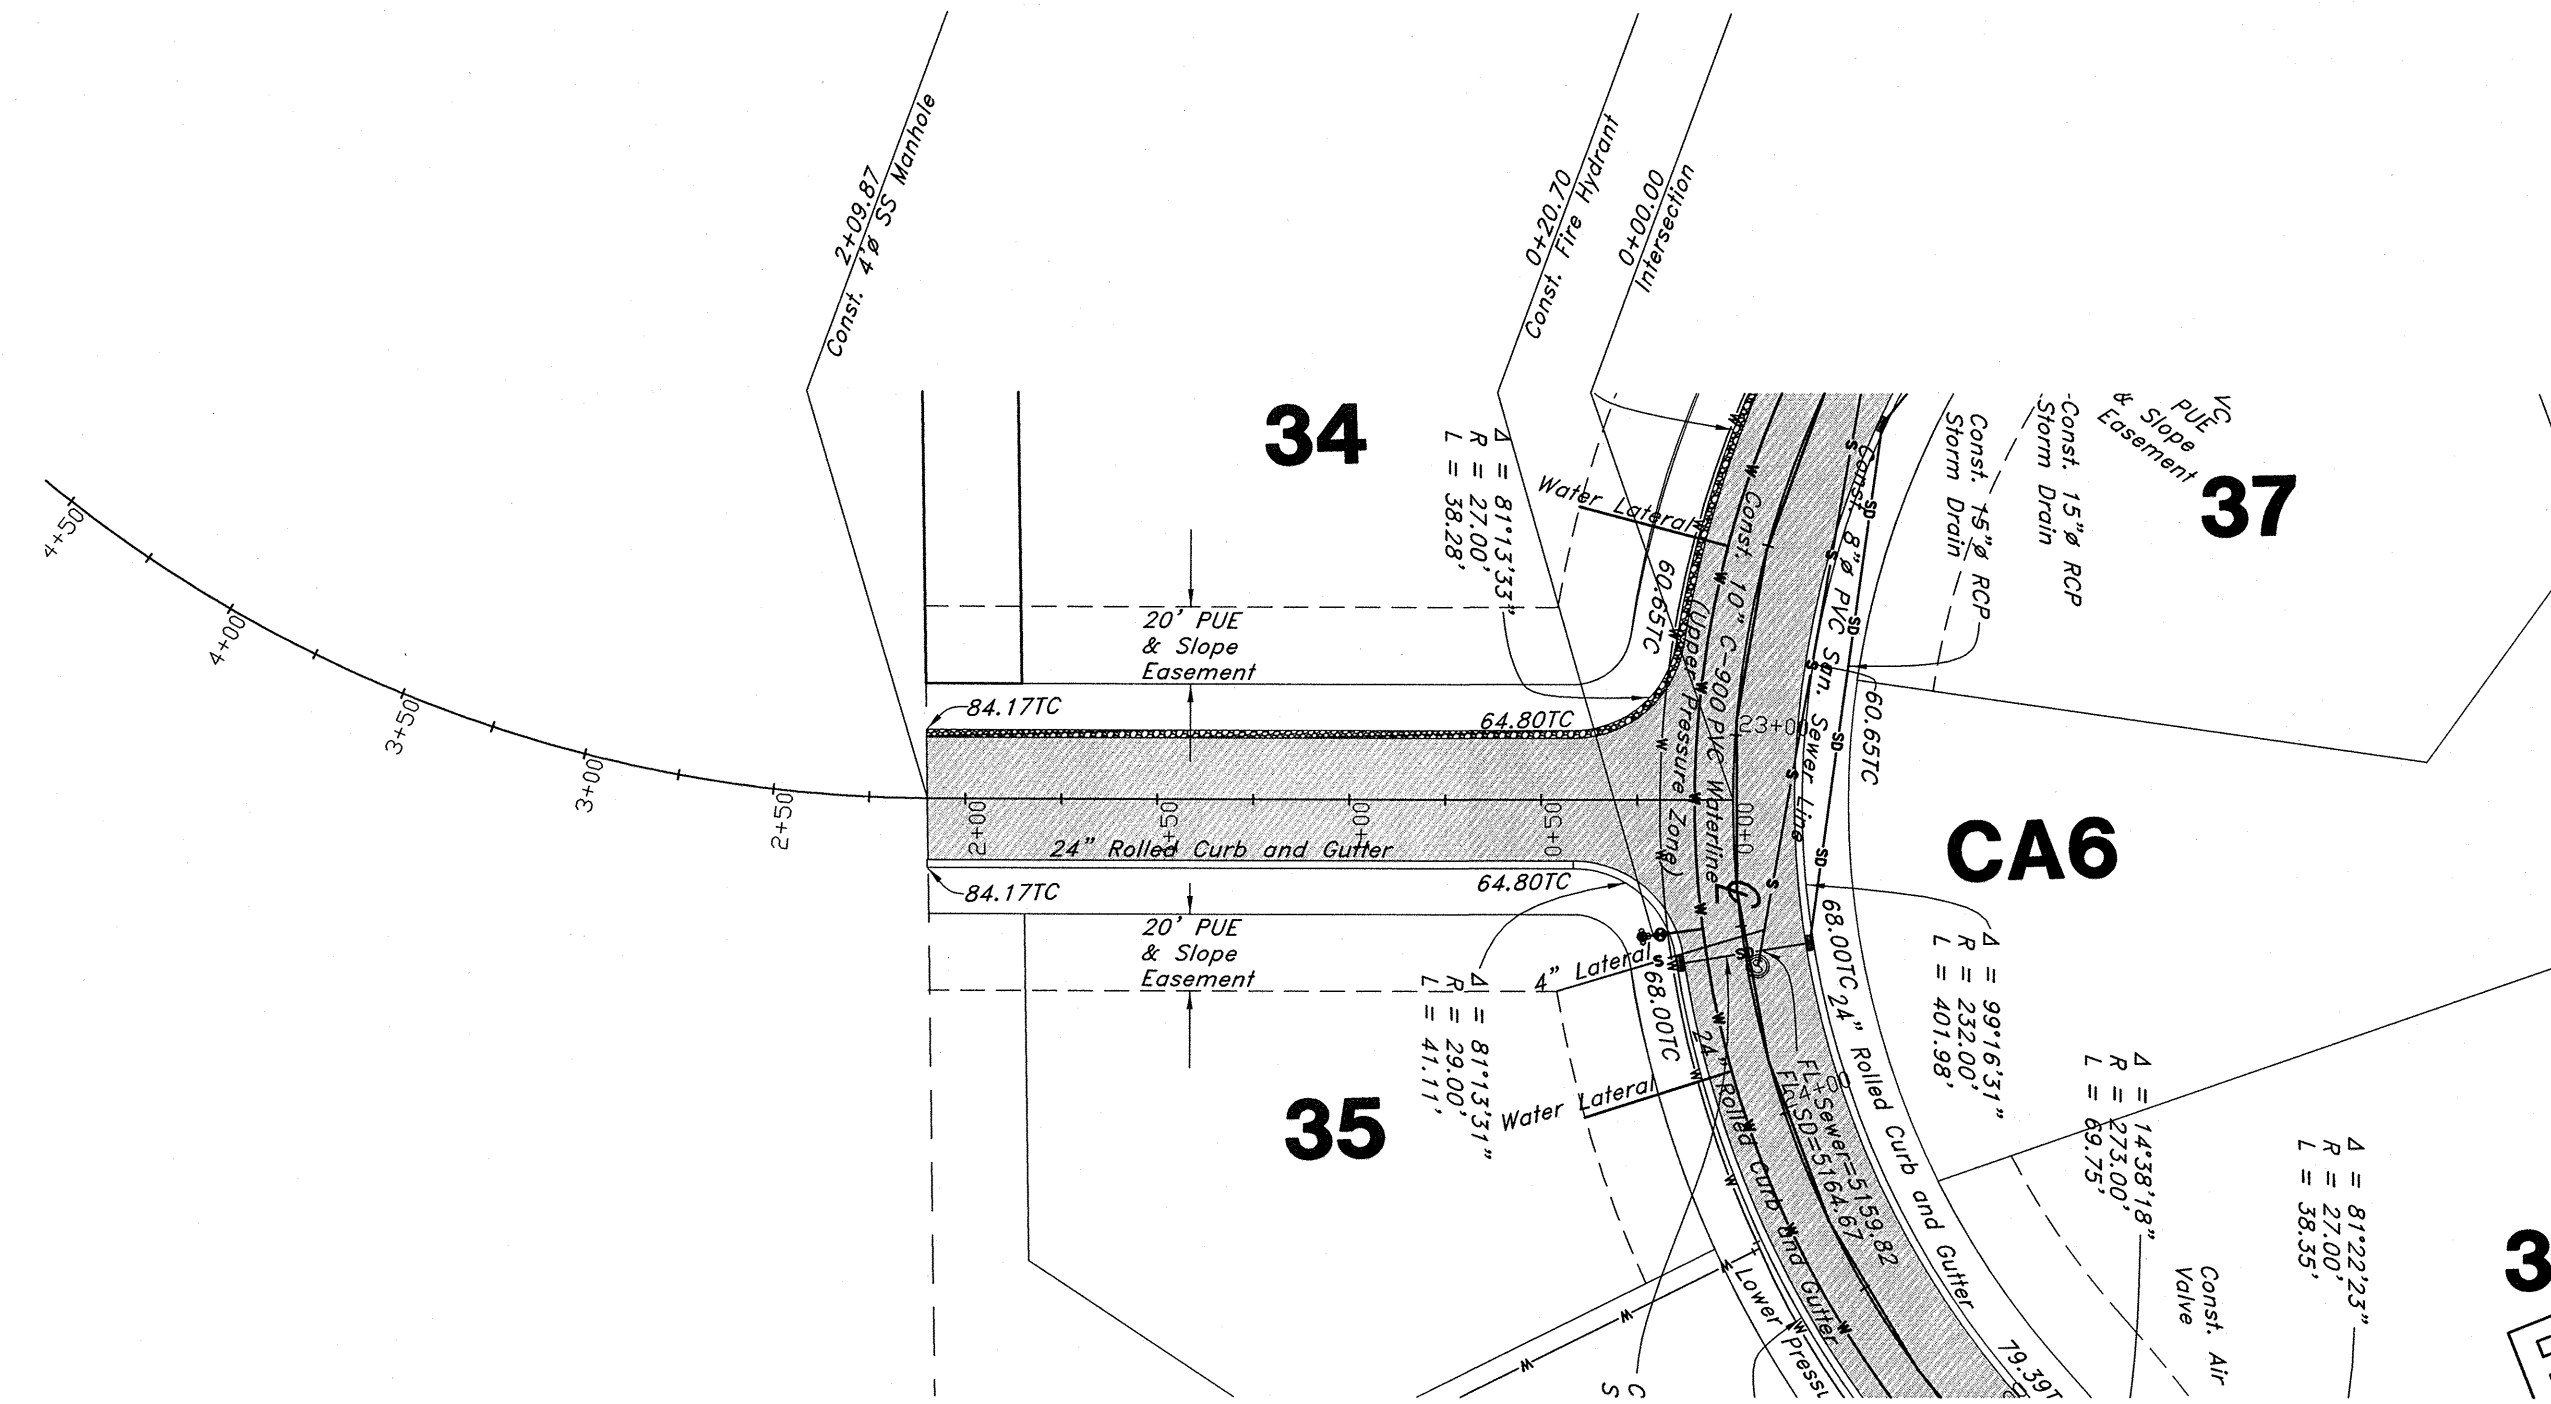 2+09.87
Const. 4'ø SS Manhole
0+20.70
Const. Fire Hydrant
0+00.00
Intersection
34
Δ = 81°13'33"
R = 27.00'
L = 38.28'
Water Lateral
60.65TC
Const. 10" C-900 PVC Waterline
(Upper Pressure Zone)
Const. 8"ø PVC San. Sewer Line
Const. 15"ø RCP
Storm Drain
Const. 15"ø RCP
Storm Drain
VC
PUE
& Slope
Easement
37
4+50
4+00
3+50
3+00
2+50
2+00
+50
+00
0+50
0+00
20' PUE
& Slope
Easement
84.17TC
64.80TC
23+00
60.65TC
24" Rolled Curb and Gutter
CA6
84.17TC
64.80TC
20' PUE
& Slope
Easement
4" Lateral
68.00TC
68.00TC
24" Rolled Curb and Gutter
Δ = 99°16'31"
R = 232.00'
L = 401.98'
35
Δ = 81°13'31"
R = 29.00'
L = 41.11'
Water Lateral
24" Rolled Curb and Gutter
4+00
FL Sewer=5159.82
FL SD=5164.67
Δ = 14°38'18"
R = 273.00'
L = 69.75'
Δ = 81°22'23"
R = 27.00'
L = 38.35'
Const. Air
Valve
Lower Press
79.39T
3
C
S